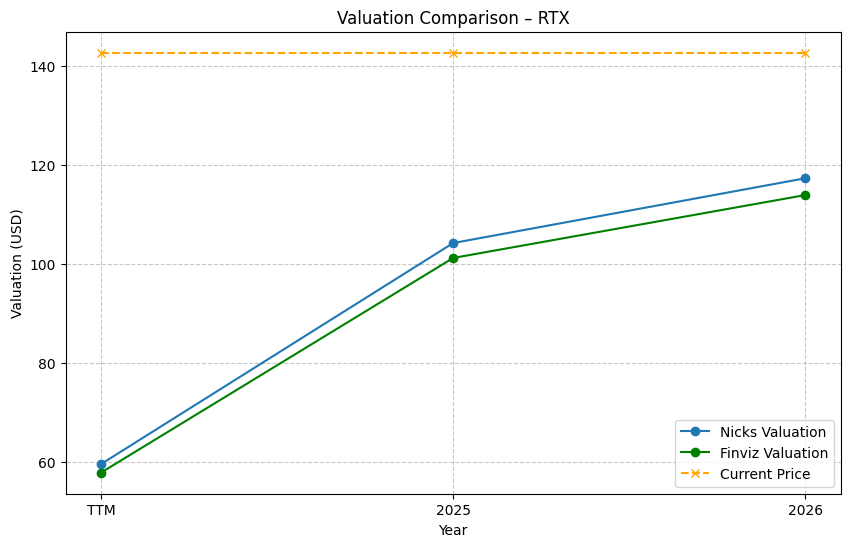 Valuation Comparison – RTX
Valuation (USD)
140
120
100
80
60
TTM
2025
2026
Year
Nicks Valuation
Finviz Valuation
Current Price